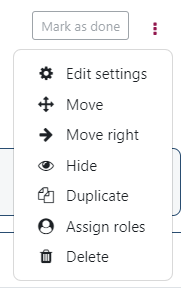 Mark as done
Edit settings
Move
Move right
Hide
Duplicate
Assign roles
Delete